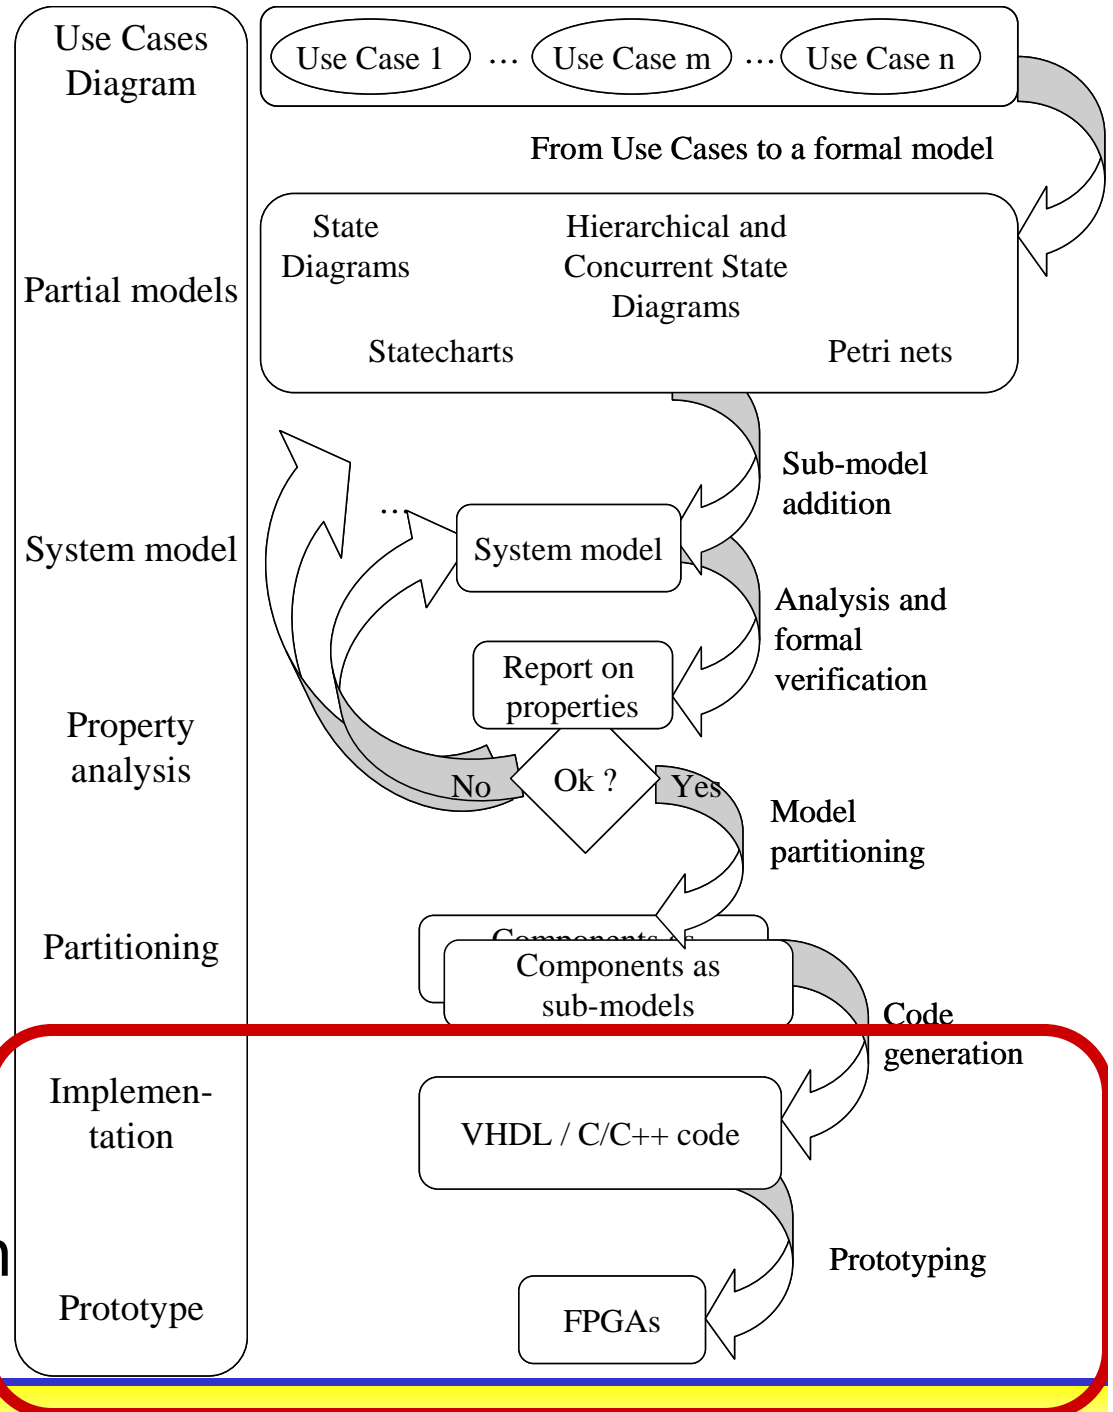 Use Cases
Diagram
Use Case 1 … Use Case m … Use Case n
From Use Cases to a formal model
Partial models
State
Diagrams
Hierarchical and
Concurrent State
Diagrams
Statecharts
Petri nets
Sub-model
addition
System model
…
System model
Analysis and
formal
verification
Report on
properties
Property
analysis
No
Ok ?
Yes
Model
partitioning
Partitioning
Components as
Components as
sub-models
Code
generation
Implemen-
tation
VHDL / C/C++ code
n
Prototyping
Prototype
FPGAs